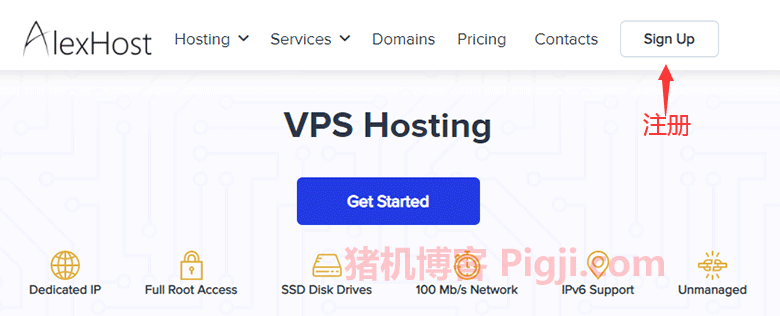 AlexHost Hosting Services Domains Pricing Contacts Sign Up
注册
VPS Hosting
Get Started
猪机博客 Pigji.com
Dedicated IP Full Root Access SSD Disk Drives 100 Mb/s Network IPv6 Support Unmanaged